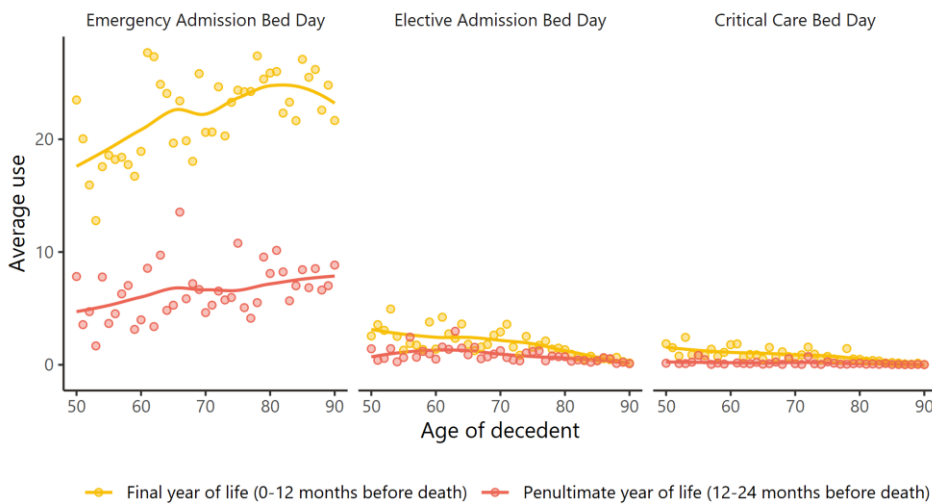 Emergency Admission Bed Day
Elective Admission Bed Day
Critical Care Bed Day
Average use
20
10
0
50 60 70 80 90
50 60 70 80 90
50 60 70 80 90
Age of decedent
Final year of life (0-12 months before death)
Penultimate year of life (12-24 months before death)